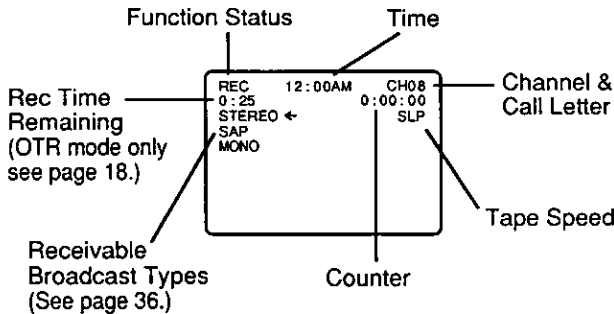 Function Status
Time
REC 12:00AM CH08
0:25 0:00:00
STEREO ← SLP
SAP
MONO
Channel &
Call Letter
Rec Time
Remaining
(OTR mode only
see page 18.)
Tape Speed
Receivable
Broadcast Types
(See page 36.)
Counter